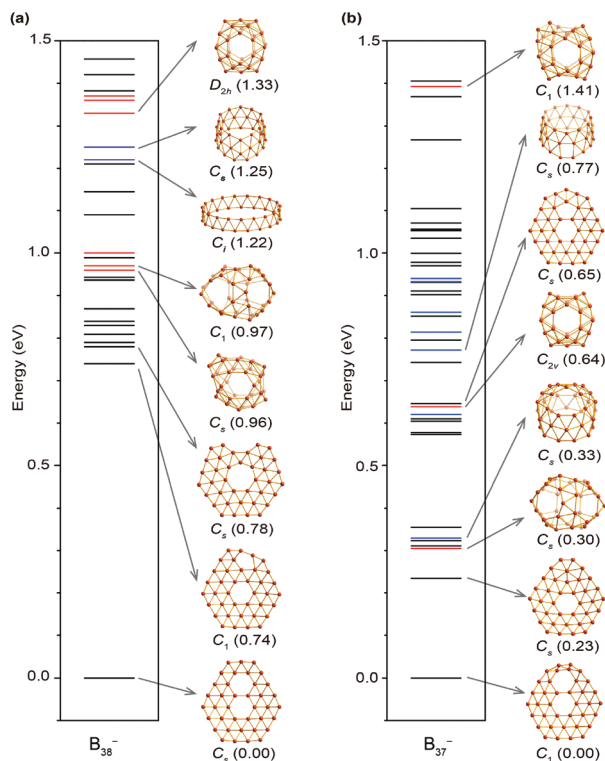 (a)
1.5
1.0
0.5
0.0
Energy (eV)
B38⁻
D2h (1.33)
Cs (1.25)
Ci (1.22)
C1 (0.97)
Cs (0.96)
Cs (0.78)
C1 (0.74)
Cs (0.00)
(b)
1.5
1.0
0.5
0.0
Energy (eV)
B37⁻
C1 (1.41)
Cs (0.77)
Cs (0.65)
C2v (0.64)
Cs (0.33)
Cs (0.30)
Cs (0.23)
C1 (0.00)